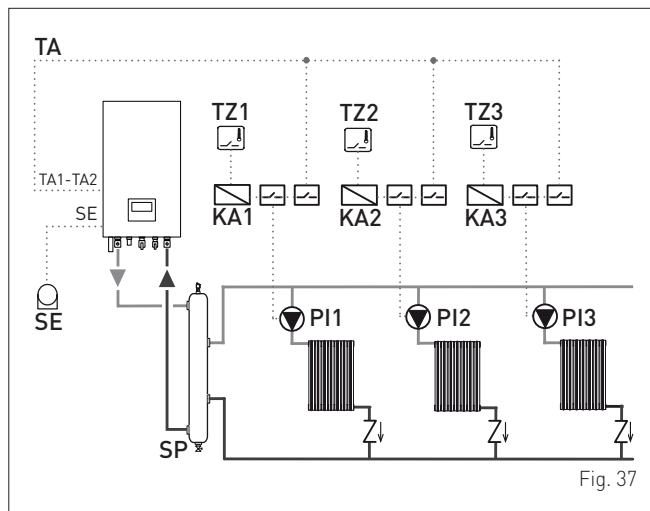 TA
TZ1
TZ2
TZ3
TA1-TA2
KA1
KA2
KA3
SE
SE
PI1
PI2
PI3
SP
Fig. 37